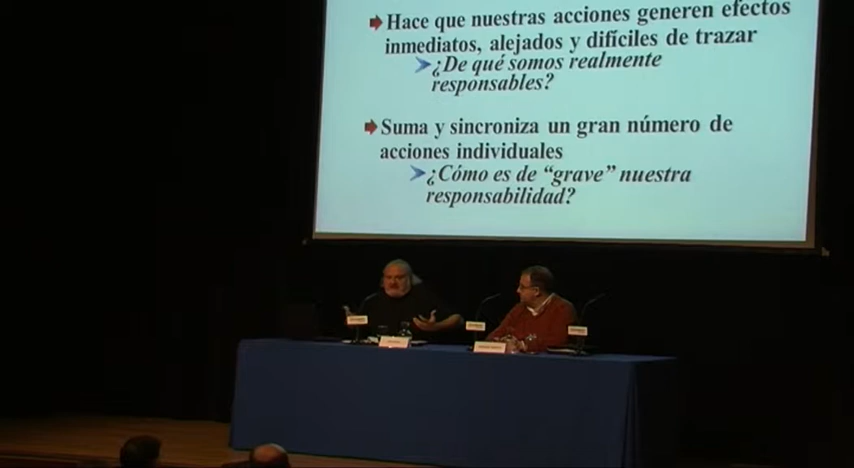 Hace que nuestras acciones generen efectos
inmediatos, alejados y difíciles de trazar
¿De qué somos realmente
responsables?
Suma y sincroniza un gran número de
acciones individuales
¿Cómo es de “grave” nuestra
responsabilidad?